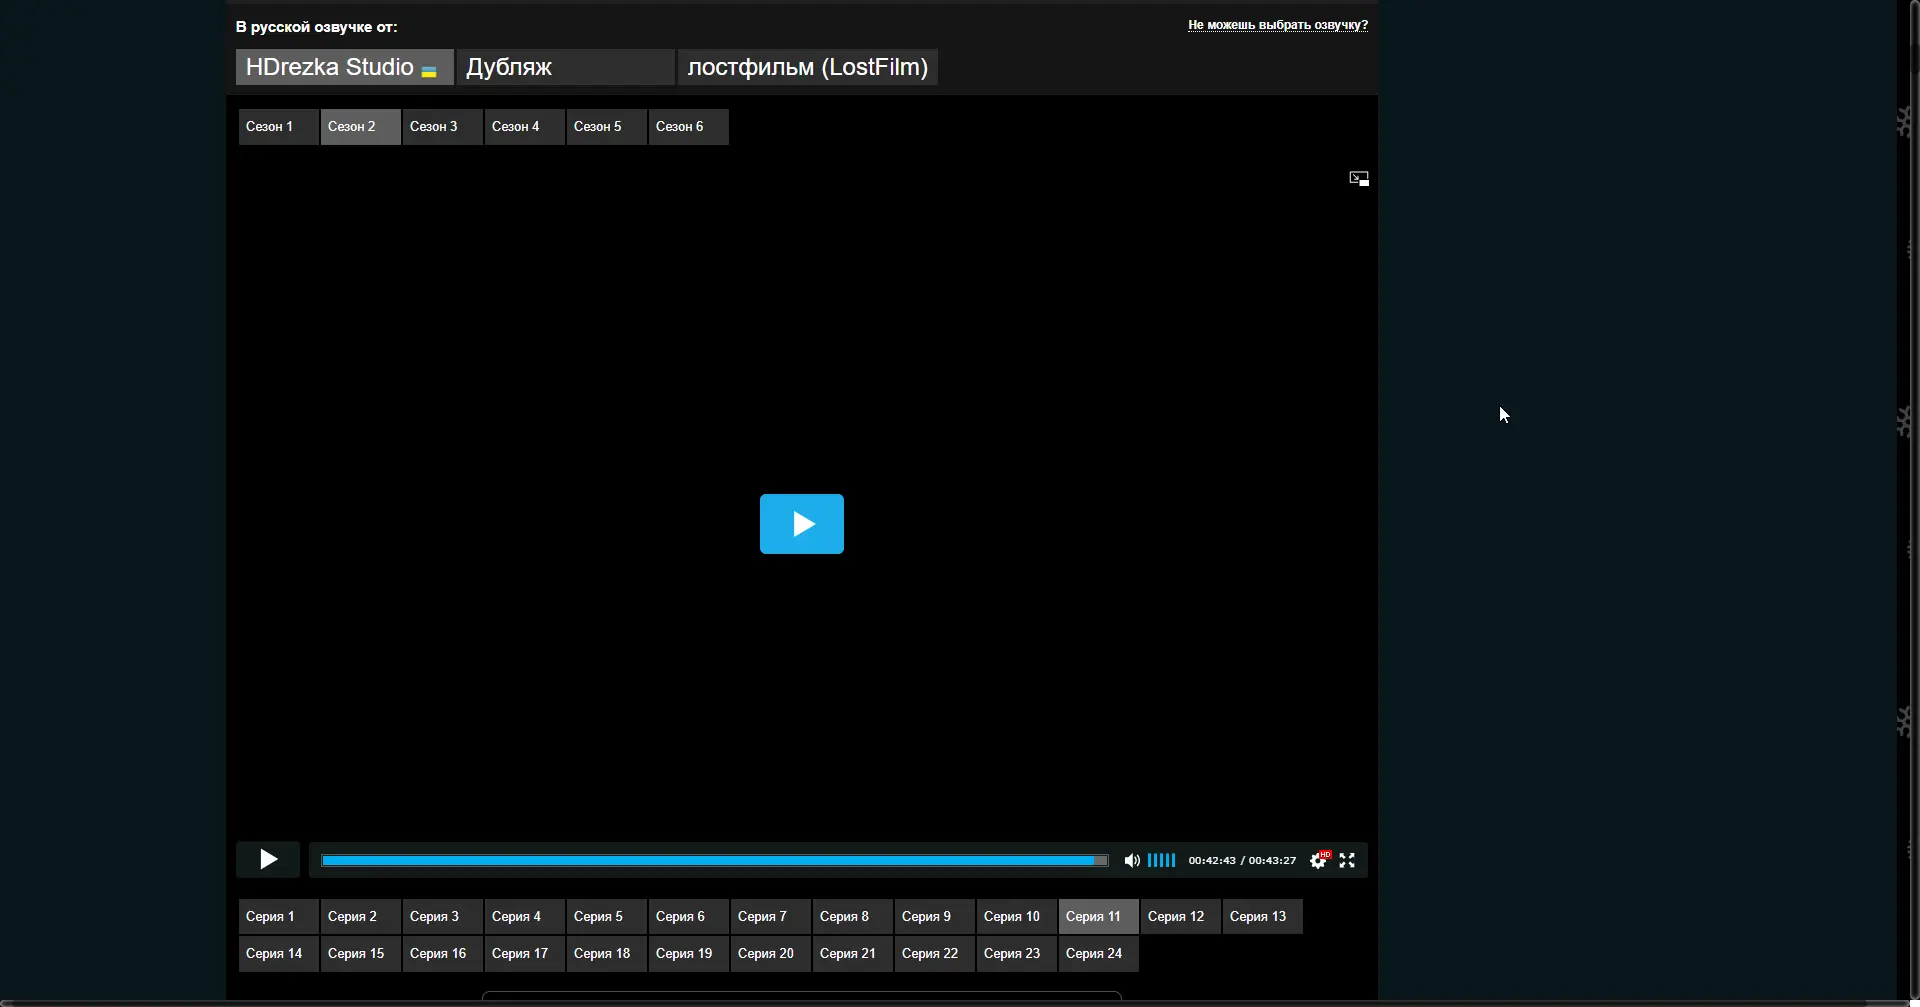 В русской озвучке от:
Не можешь выбрать озвучку?
HDrezka Studio Дубляж лостфильм (LostFilm)
Сезон 1 Сезон 2 Сезон 3 Сезон 4 Сезон 5 Сезон 6
00:42:43 / 00:43:27 HD
Серия 1 Серия 2 Серия 3 Серия 4 Серия 5 Серия 6 Серия 7 Серия 8 Серия 9 Серия 10 Серия 11 Серия 12 Серия 13
Серия 14 Серия 15 Серия 16 Серия 17 Серия 18 Серия 19 Серия 20 Серия 21 Серия 22 Серия 23 Серия 24